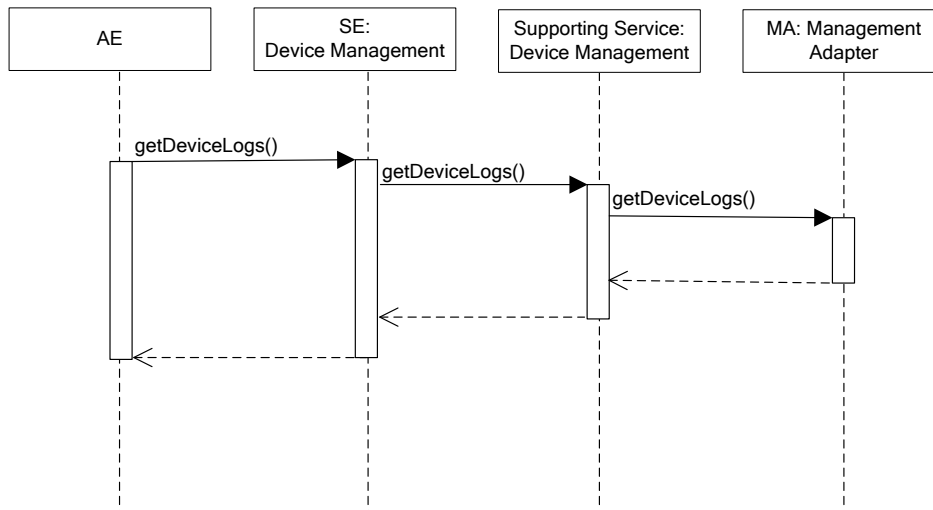 AE
SE:
Device Management
Supporting Service:
Device Management
MA: Management
Adapter
getDeviceLogs()
getDeviceLogs()
getDeviceLogs()